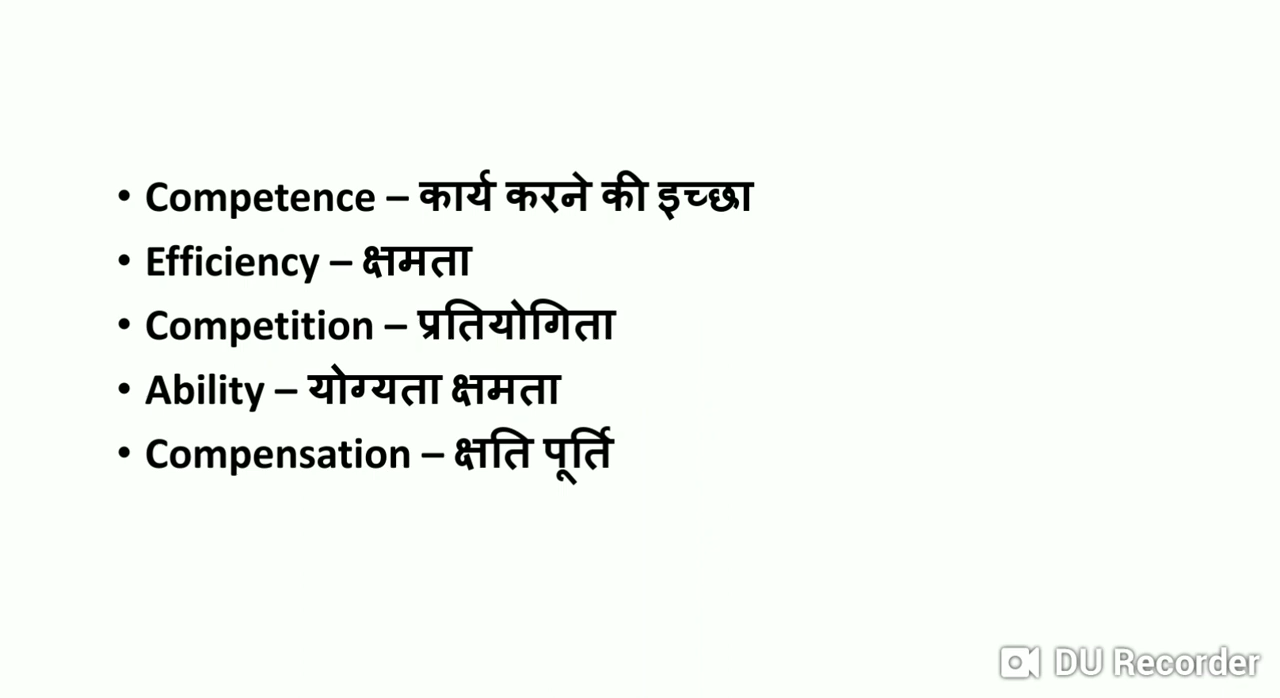 • Competence – कार्य करने की इच्छा
• Efficiency – क्षमता
• Competition – प्रतियोगिता
• Ability – योग्यता क्षमता
• Compensation – क्षति पूर्ति
DU Recorder